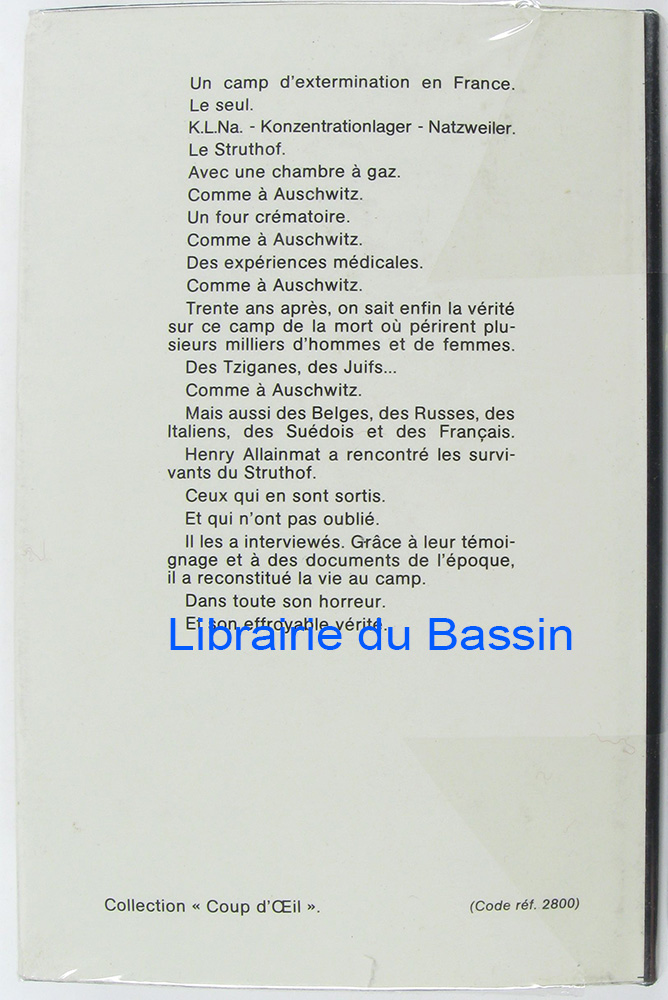 Un camp d'extermination en France.
Le seul.
K.L.Na. - Konzentrationlager - Natzweiler.
Le Struthof.
Avec une chambre à gaz.
Comme à Auschwitz.
Un four crématoire.
Comme à Auschwitz.
Des expériences médicales.
Comme à Auschwitz.
Trente ans après, on sait enfin la vérité
sur ce camp de la mort où périrent plu-
sieurs milliers d'hommes et de femmes.
Des Tziganes, des Juifs...
Comme à Auschwitz.
Mais aussi des Belges, des Russes, des
Italiens, des Suédois et des Français.
Henry Allainmat a rencontré les survi-
vants du Struthof.
Ceux qui en sont sortis.
Et qui n'ont pas oublié.
Il les a interviewés. Grâce à leur témoi-
gnage et à des documents de l'époque,
il a reconstitué la vie au camp.
Dans toute son horreur.
Et son effroyable vérité.
Librairie du Bassin
Collection « Coup d'Œil ».
(Code réf. 2800)